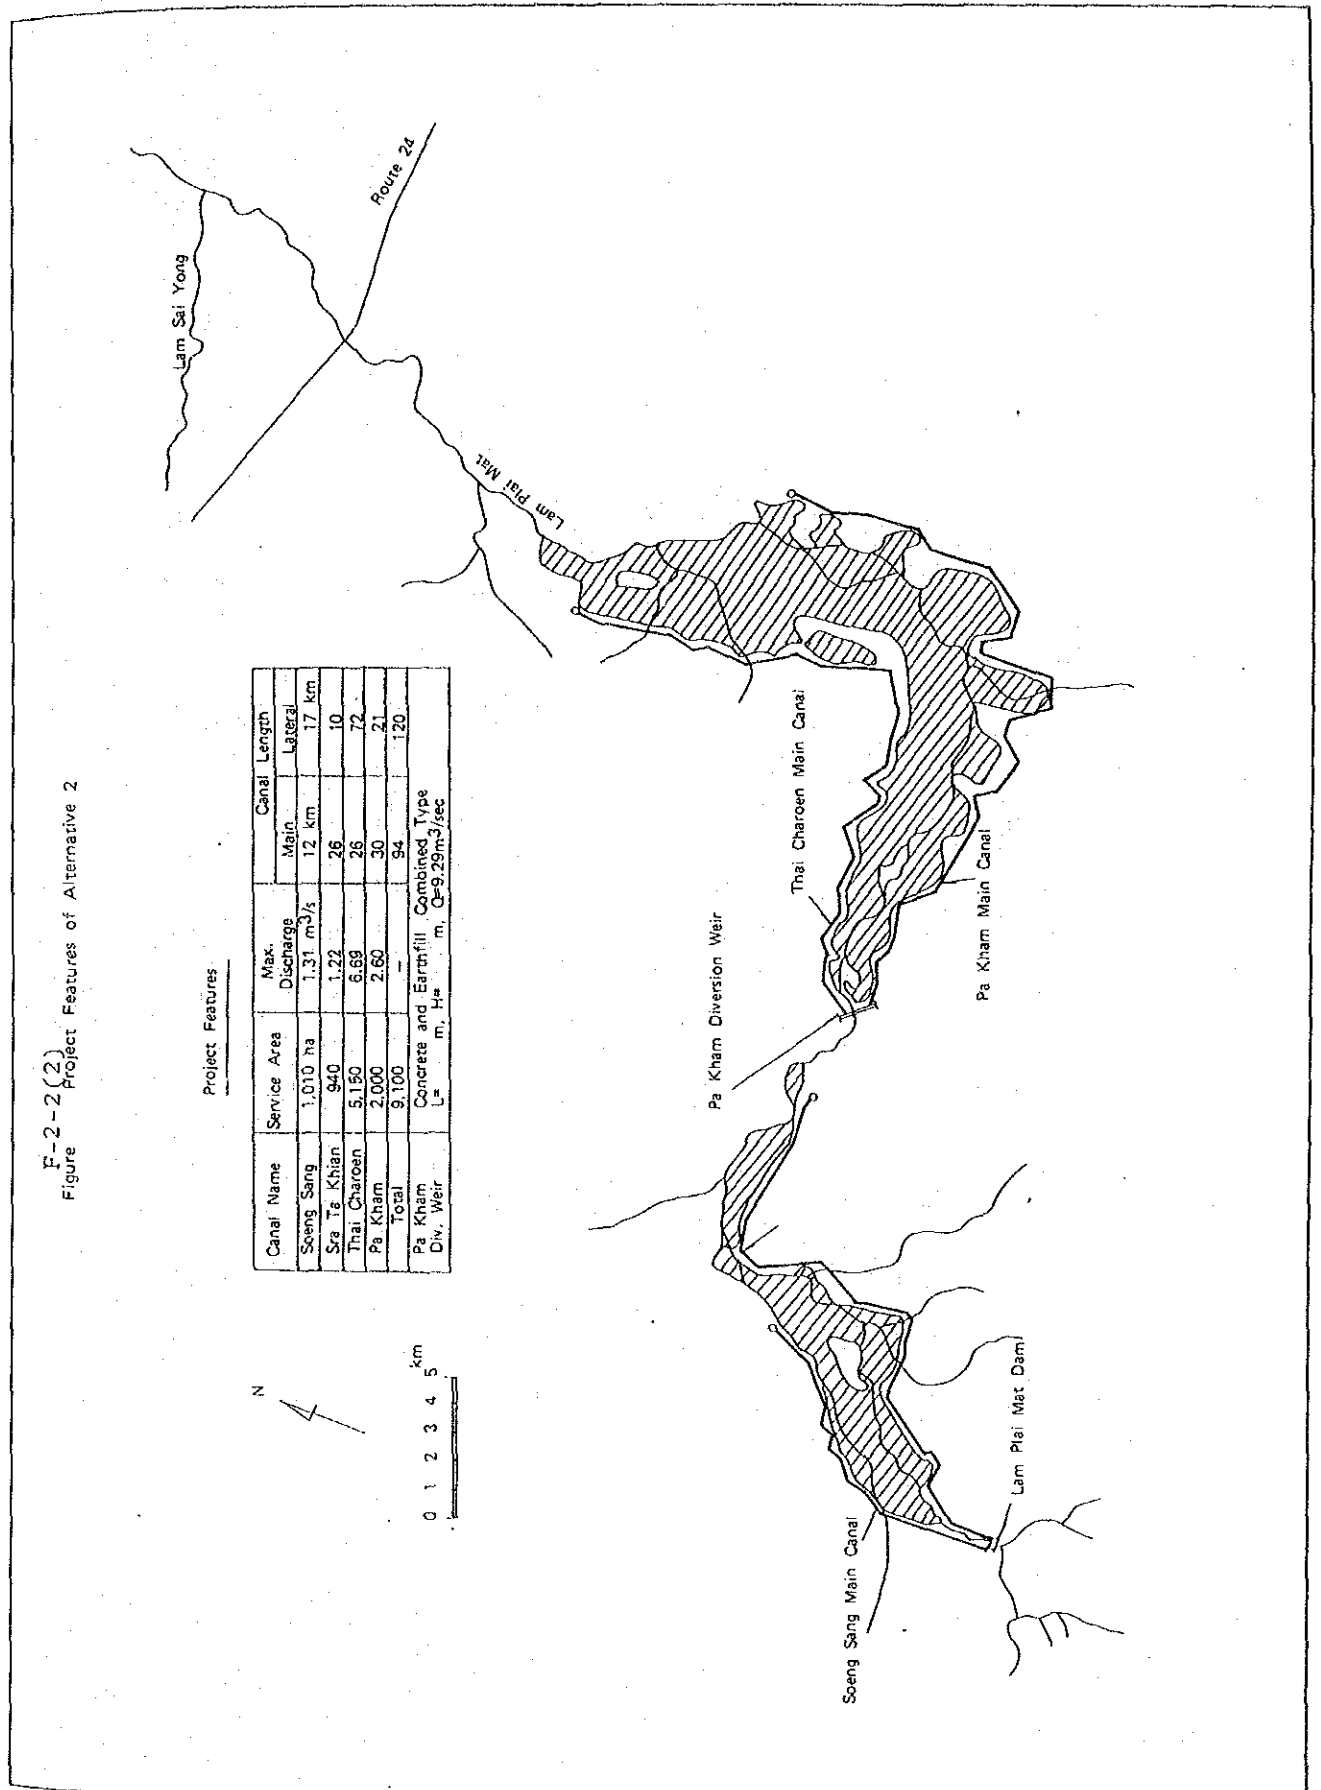 F-2-2(2)
Figure Project Features of Alternative 2
Project Features
Canal Name Service Area Max. Discharge Canal Length
Main Lateral
Soeng Sang 1,010 ha 1.31 m3/s 12 km 17 km
Sra Ta Khian 940 1.22 26 10
Thai Charoen 5,150 6.69 26 72
Pa Kham 2,000 2.60 30 21
Total 9,100 — 94 120
Pa Kham Div. Weir Concrete and Earthfill Combined Type
L= m, H= m, Q=9.29m3/sec
N
0 1 2 3 4 5 km
Lam Sai Yong
Route 24
Lam Plai Mat
Thai Charoen Main Canal
Pa Kham Diversion Weir
Pa Kham Main Canal
Soeng Sang Main Canal
Lam Plai Mat Dam